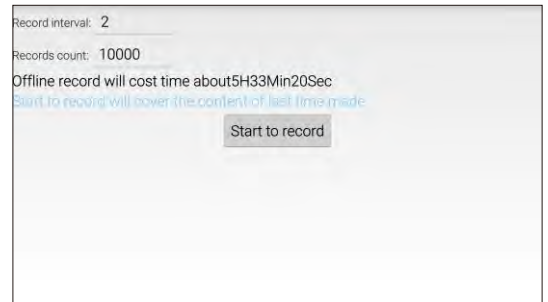 Record interval: 2
Records count: 10000
Offline record will cost time about5H33Min20Sec
Start to record will cover the content of last time made
Start to record